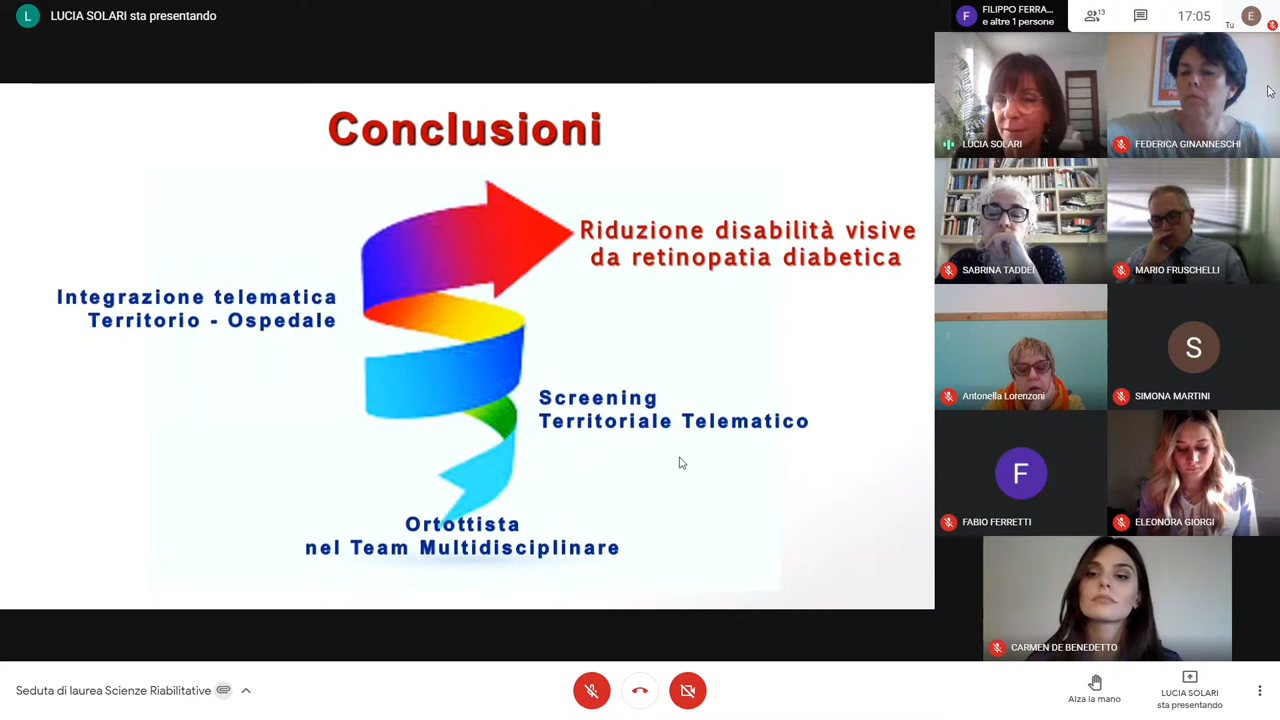 L
LUCIA SOLARI sta presentando
F
FILIPPO FERRA...
e altre 1 persone
13
17:05
Tu
E
Conclusioni
Riduzione disabilità visive
da retinopatia diabetica
Integrazione telematica
Territorio - Ospedale
Screening
Territoriale Telematico
Ortottista
nel Team Multidisciplinare
LUCIA SOLARI
FEDERICA GINANNESCHI
SABRINA TADDEI
MARIO FRUSCHELLI
Antonella Lorenzoni
S
SIMONA MARTINI
F
FABIO FERRETTI
ELEONORA GIORGI
CARMEN DE BENEDETTO
Seduta di laurea Scienze Riabilitative
Alza la mano
LUCIA SOLARI
sta presentando